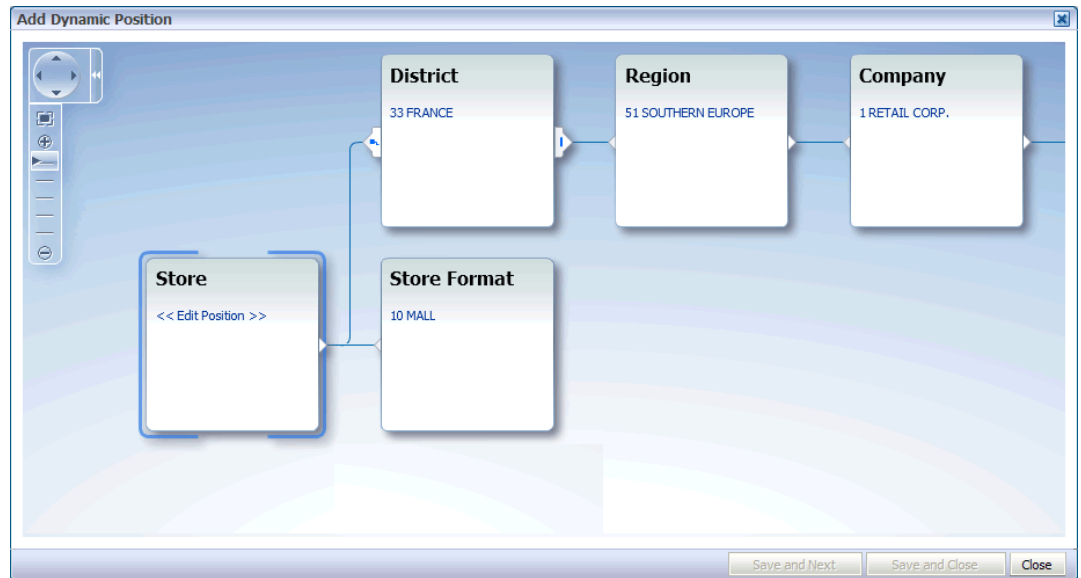 Add Dynamic Position
District
33 FRANCE
Region
51 SOUTHERN EUROPE
Company
1 RETAIL CORP.
Store
<< Edit Position >>
Store Format
10 MALL
Save and Next
Save and Close
Close